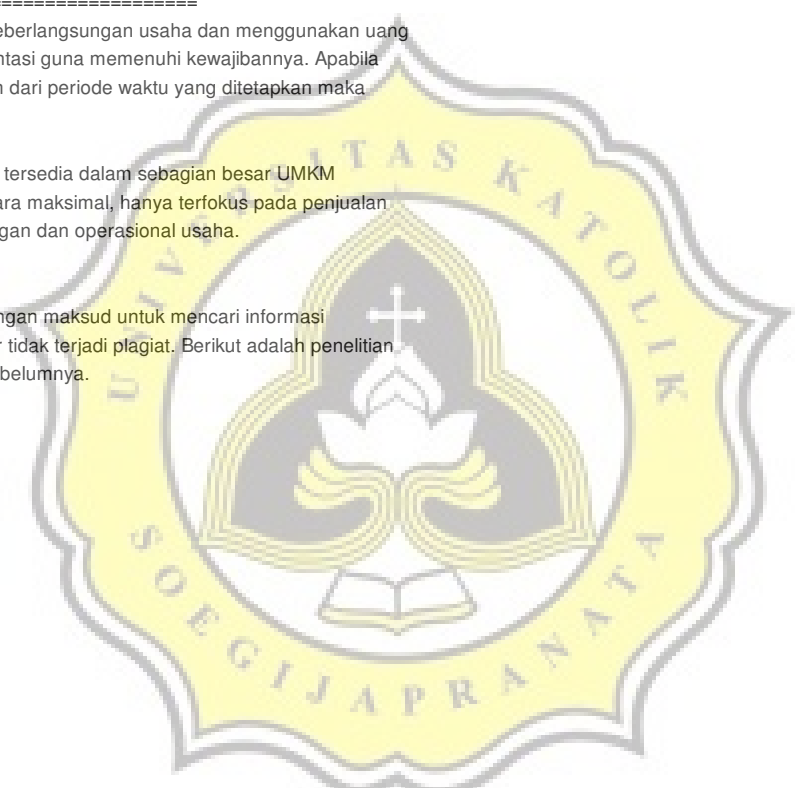 ====================
eberlangsungan usaha dan menggunakan uang
ntasi guna memenuhi kewajibannya. Apabila
n dari periode waktu yang ditetapkan maka
tersedia dalam sebagian besar UMKM
ara maksimal, hanya terfokus pada penjualan
ngan dan operasional usaha.
ngan maksud untuk mencari informasi
r tidak terjadi plagiat. Berikut adalah penelitian
belumnya.
UNIVERSITAS KATOLIK
SOEGIJAPRANATA